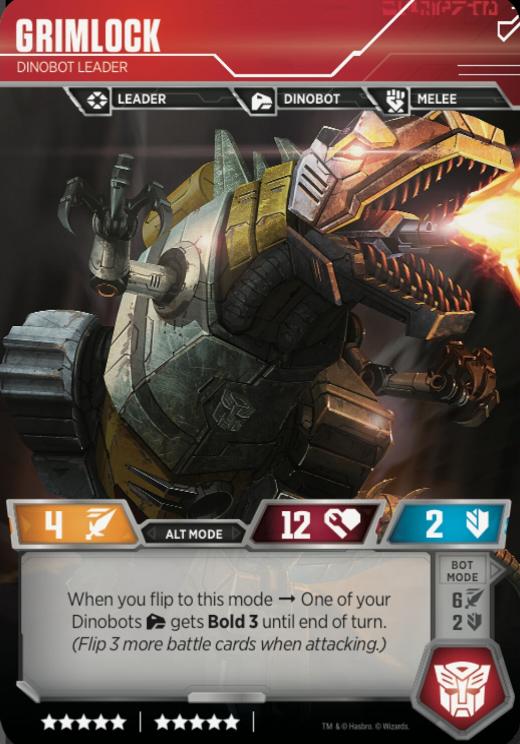 GRIMLOCK
DINOBOT LEADER
LEADER DINOBOT MELEE
4 ALT MODE 12 2
BOT
MODE
6
2
When you flip to this mode → One of your
Dinobots gets Bold 3 until end of turn.
(Flip 3 more battle cards when attacking.)
★★★★★ | ★★★★★ |
TM & © Hasbro. © Wizards.